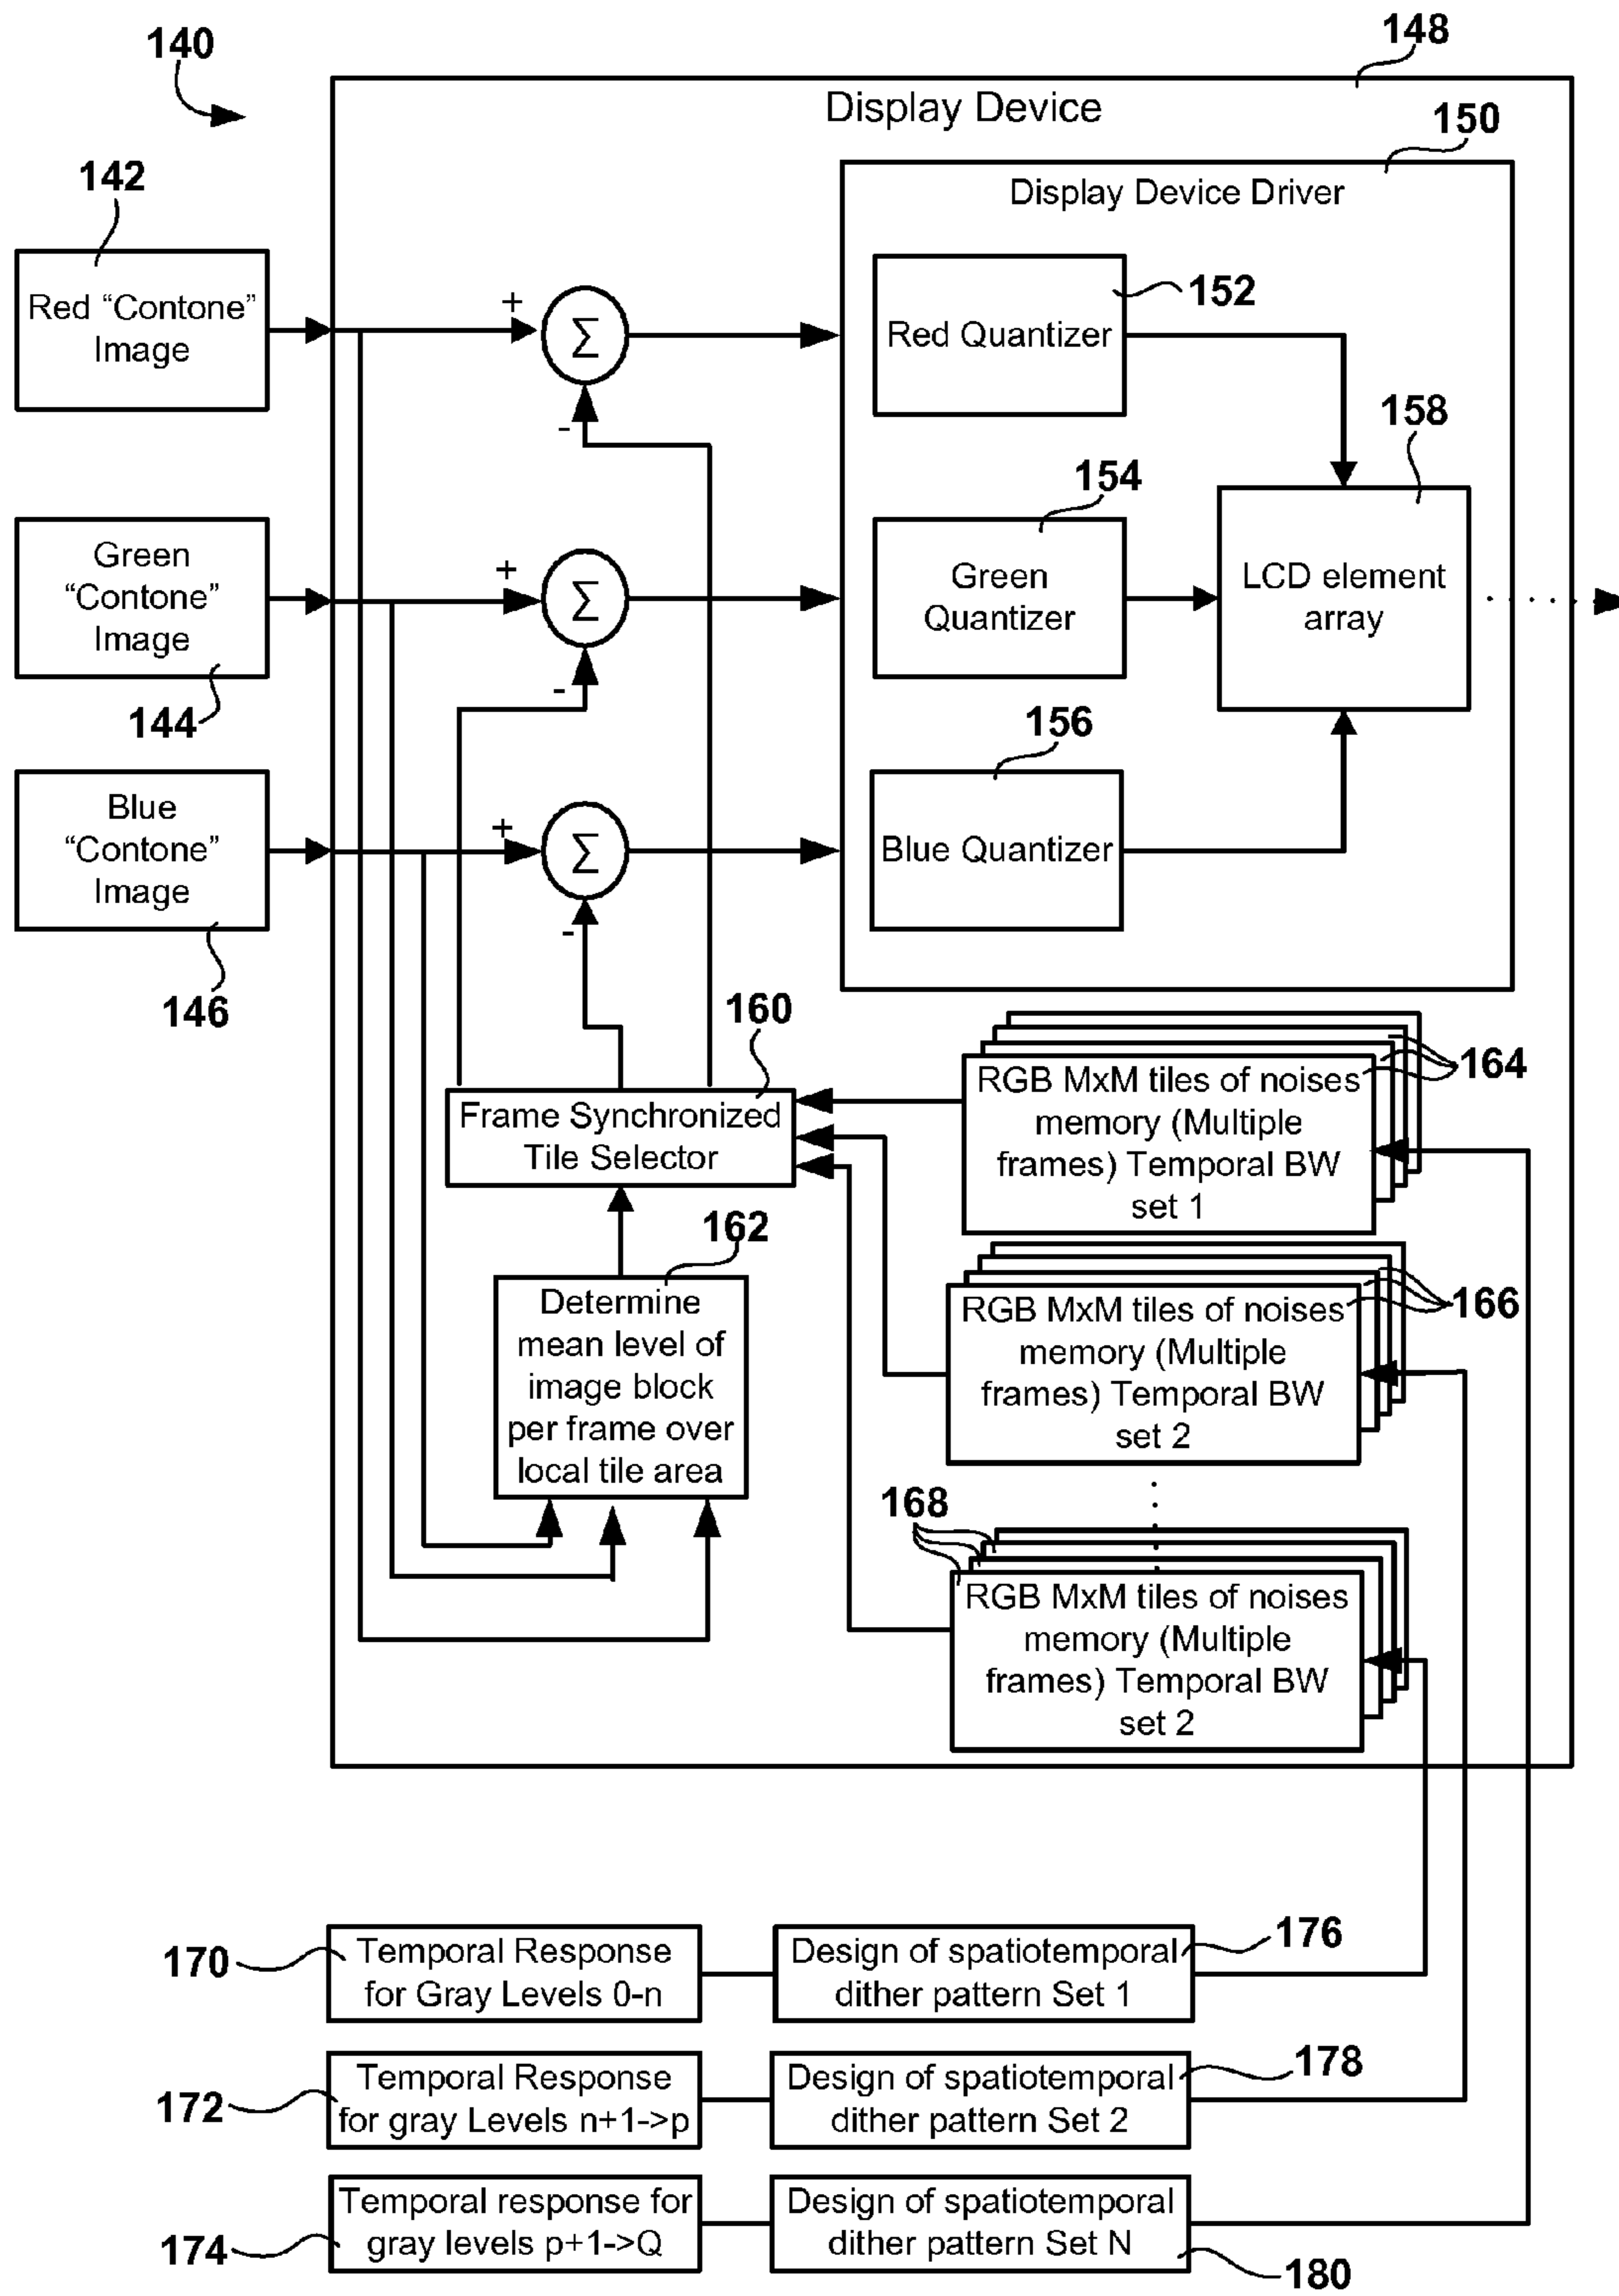 140
148
Display Device
150
Display Device Driver
142
Red “Contone”
Image
+
Σ
-
Red Quantizer
152
158
154
Green
“Contone”
Image
144
+
Σ
-
Green
Quantizer
LCD element
array
156
Blue
“Contone”
Image
146
+
Σ
-
Blue Quantizer
160
Frame Synchronized
Tile Selector
162
Determine
mean level of
image block
per frame over
local tile area
164
RGB MxM tiles of noises
memory (Multiple
frames) Temporal BW
set 1
166
RGB MxM tiles of noises
memory (Multiple
frames) Temporal BW
set 2
168
RGB MxM tiles of noises
memory (Multiple
frames) Temporal BW
set 2
170
Temporal Response
for Gray Levels 0-n
Design of spatiotemporal
dither pattern Set 1
176
172
Temporal Response
for gray Levels n+1->p
Design of spatiotemporal
dither pattern Set 2
178
174
Temporal response for
gray levels p+1->Q
Design of spatiotemporal
dither pattern Set N
180